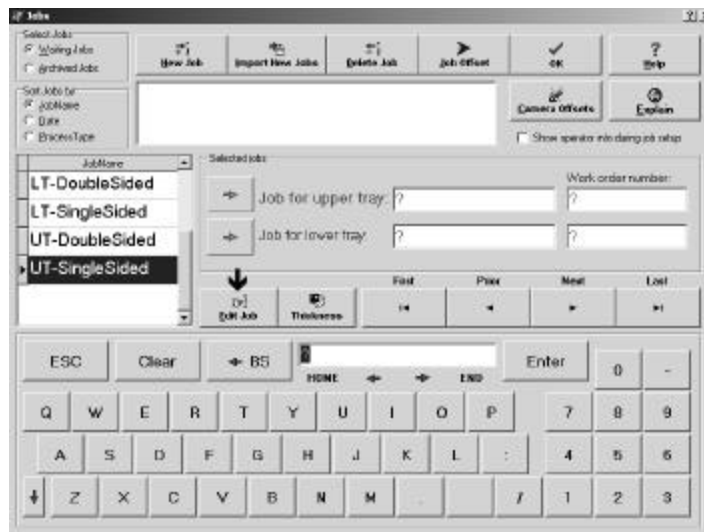 Jobs
Select Jobs
Waiting Jobs
Archived Jobs
New Job
Import New Jobs
Delete Job
Job Offset
OK
Help
Sort Jobs by
JobName
Date
ProcessType
Camera Offsets
Explain
Show operator info during job setup
JobName
LT-DoubleSided
LT-SingleSided
UT-DoubleSided
UT-SingleSided
Selected jobs
Work order number:
Job for upper tray: ? ?
Job for lower tray: ? ?
First Prior Next Last
Edit Job
Thickness
ESC Clear BS Enter 0 -
HOME END
Q W E R T Y U I O P 7 8 9
A S D F G H J K L : 4 5 6
Z X C V B N M . / 1 2 3